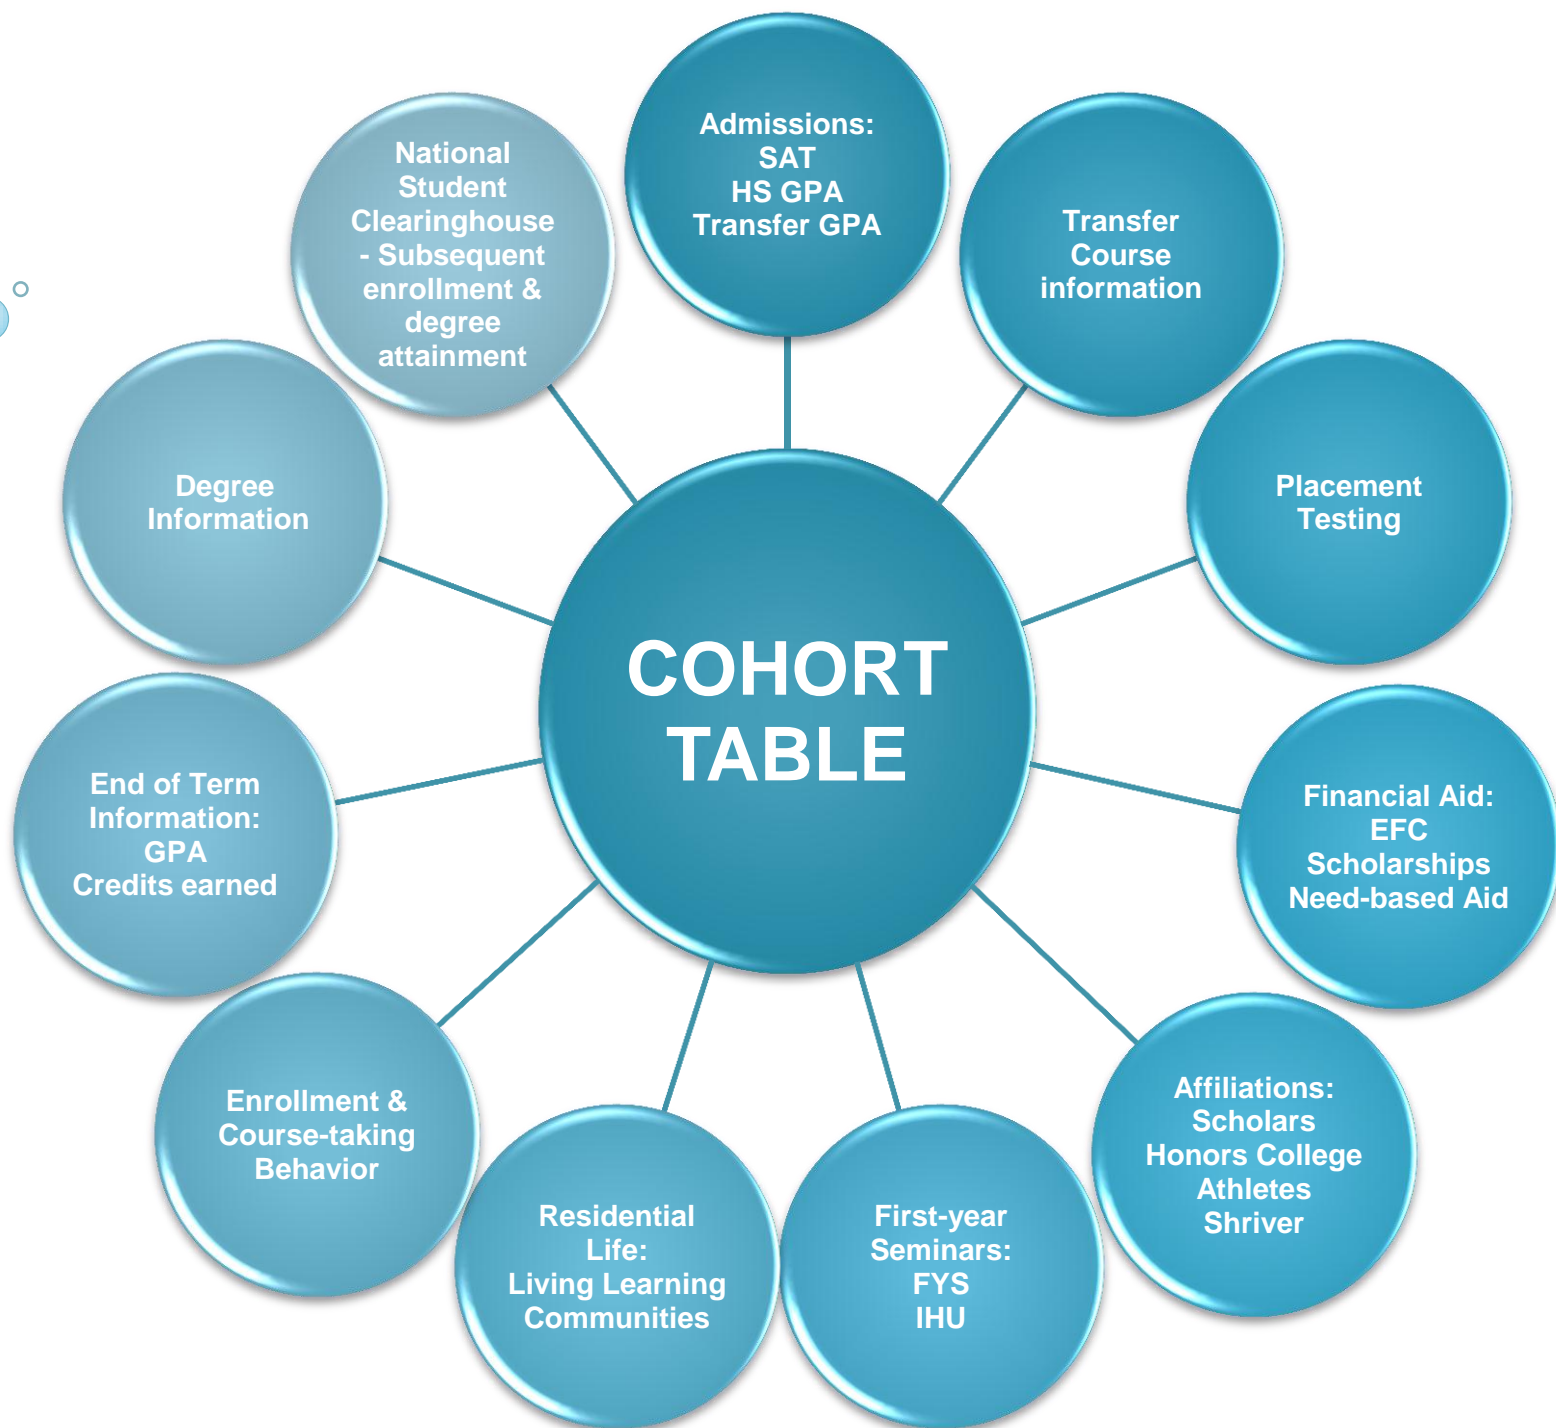 Admissions:
SAT
HS GPA
Transfer GPA
Transfer
Course
information
Placement
Testing
Financial Aid:
EFC
Scholarships
Need-based Aid
Affiliations:
Scholars
Honors College
Athletes
Shriver
First-year
Seminars:
FYS
IHU
Residential
Life:
Living Learning
Communities
Enrollment &
Course-taking
Behavior
End of Term
Information:
GPA
Credits earned
Degree
Information
National
Student
Clearinghouse
- Subsequent
enrollment &
degree
attainment
COHORT
TABLE